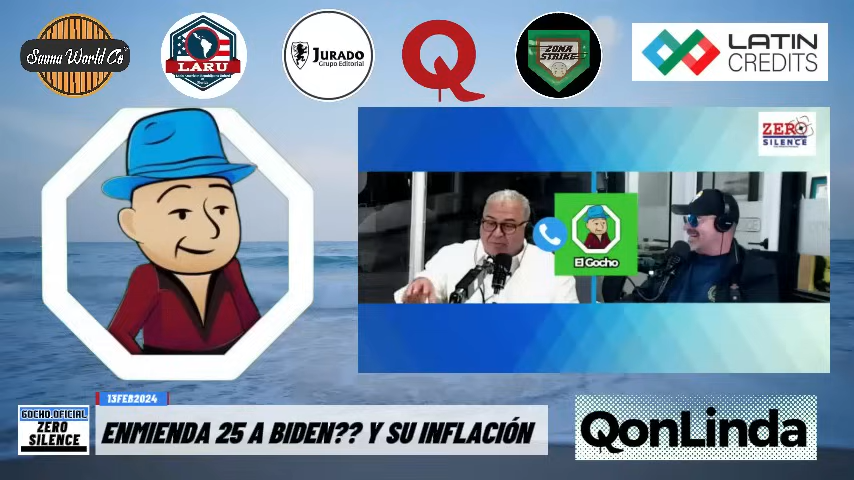 Sauna World Co
LARU
JURADO
Grupo Editorial
Q
ZONA
STRIKE
LATIN
CREDITS
ZERO
SILENCE
El Gocho
13FEB2024
GOCHO.OFICIAL
ZERO
SILENCE
ENMIENDA 25 A BIDEN?? Y SU INFLACIÓN
QonLinda